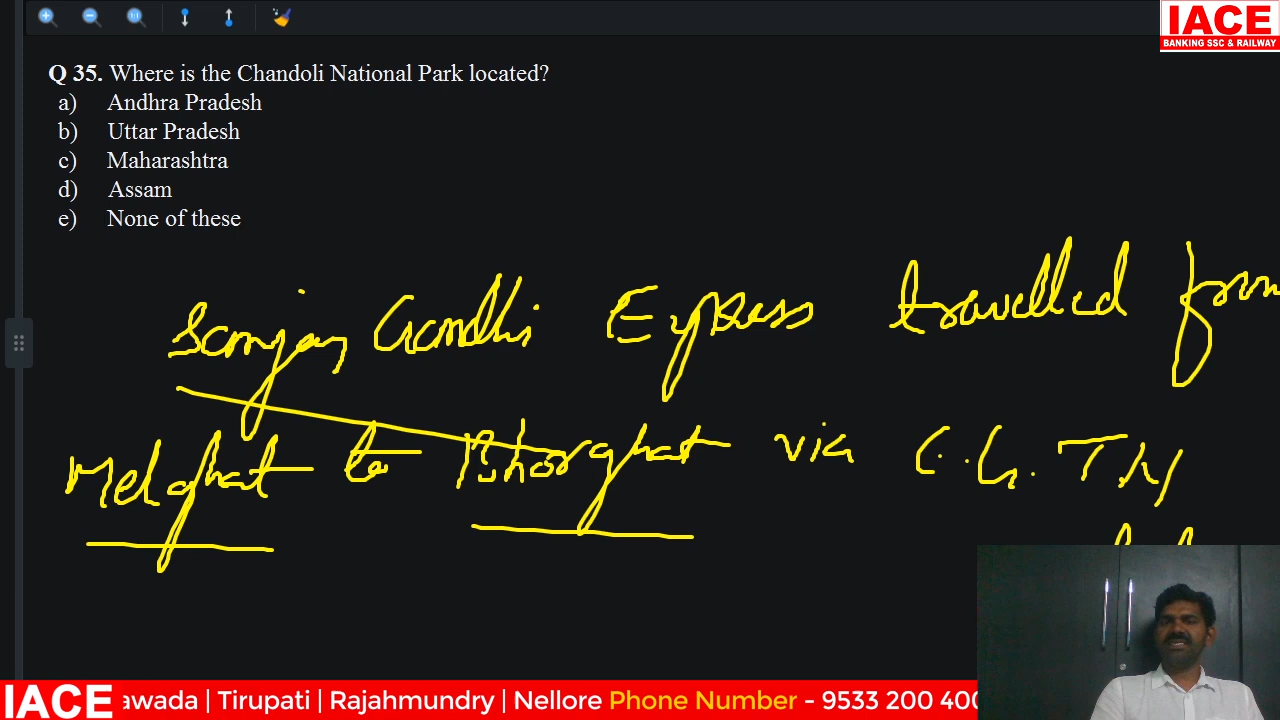 IACE
BANKING SSC & RAILWAY
Q 35. Where is the Chandoli National Park located?
a) Andhra Pradesh
b) Uttar Pradesh
c) Maharashtra
d) Assam
e) None of these
Sanjay Gandhi Express travelled from
Melghat to Bhorghat via C.G. T.N
IACE awada | Tirupati | Rajahmundry | Nellore Phone Number - 9533 200 400